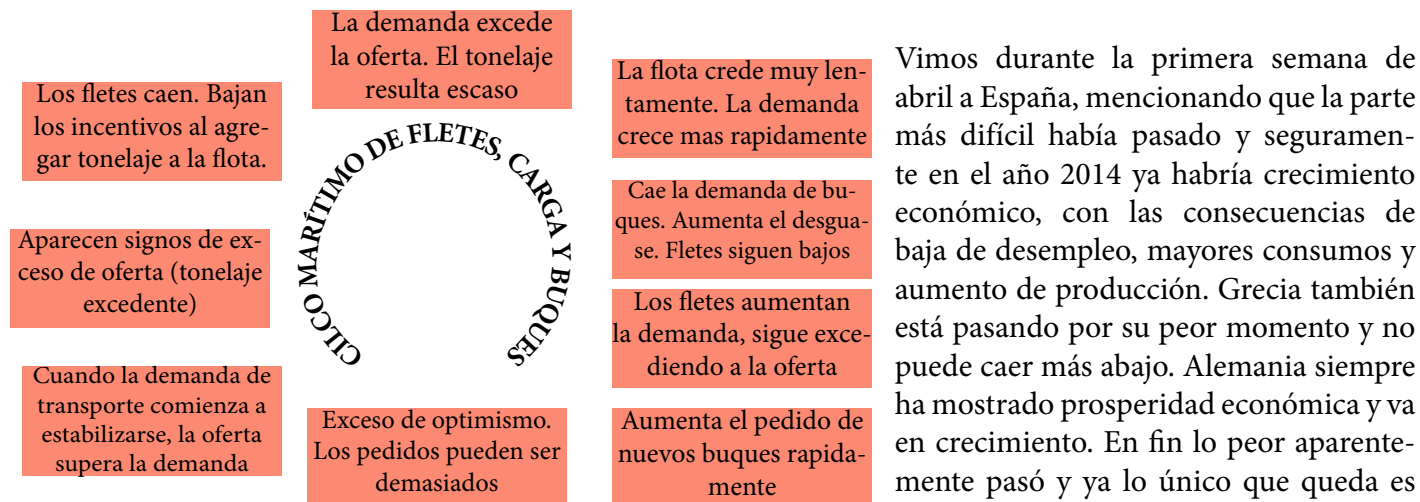 La demanda excede
la oferta. El tonelaje
resulta escaso
Los fletes caen. Bajan
los incentivos al agre-
gar tonelaje a la flota.
Aparecen signos de ex-
ceso de oferta (tonelaje
excedente)
Cuando la demanda de
transporte comienza a
estabilizarse, la oferta
supera la demanda
CILCO MARÍTIMO DE FLETES, CARGA Y BUQUES
Exceso de optimismo.
Los pedidos pueden ser
demasiados
La flota crede muy len-
tamente. La demanda
crece mas rapidamente
Cae la demanda de bu-
ques. Aumenta el desgua-
se. Fletes siguen bajos
Los fletes aumentan
la demanda, sigue exce-
diendo a la oferta
Aumenta el pedido de
nuevos buques rapida-
mente
Vimos durante la primera semana de
abril a España, mencionando que la parte
más difícil había pasado y seguramen-
te en el año 2014 ya habría crecimiento
económico, con las consecuencias de
baja de desempleo, mayores consumos y
aumento de producción. Grecia también
está pasando por su peor momento y no
puede caer más abajo. Alemania siempre
ha mostrado prosperidad económica y va
en crecimiento. En fin lo peor aparente-
mente pasó y ya lo único que queda es